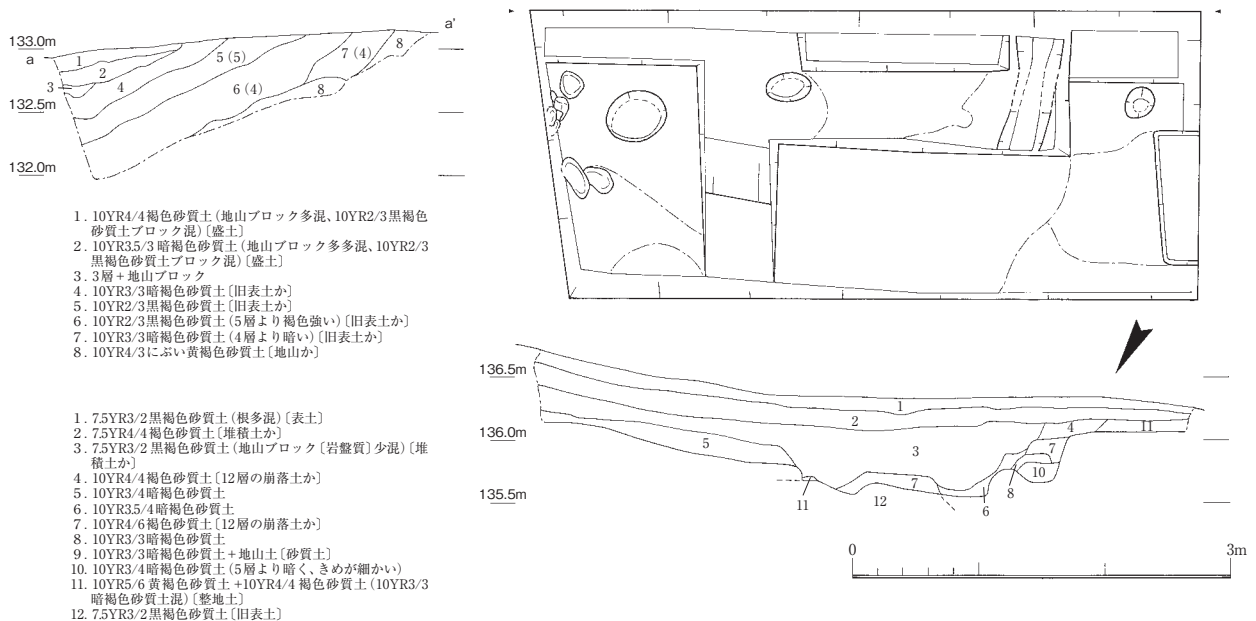 133.0m
132.5m
132.0m
a
a'
1
2
3
4
5 (5)
6 (4)
7 (4)
8
8
1. 10YR4/4 褐色砂質土（地山ブロック多混、10YR2/3 黒褐色
砂質土ブロック混）〔盛土〕
2. 10YR3.5/3 暗褐色砂質土（地山ブロック多多混、10YR2/3
黒褐色砂質土ブロック混）〔盛土〕
3. 3層+地山ブロック
4. 10YR3/3暗褐色砂質土〔旧表土か〕
5. 10YR2/3黒褐色砂質土〔旧表土か〕
6. 10YR2/3黒褐色砂質土（5層より褐色強い）〔旧表土か〕
7. 10YR3/3暗褐色砂質土（4層より暗い）〔旧表土か〕
8. 10YR4/3にぶい黄褐色砂質土〔地山か〕
1. 7.5YR3/2黒褐色砂質土（根多混）〔表土〕
2. 7.5YR4/4褐色砂質土〔堆積土か〕
3. 7.5YR3/2 黒褐色砂質土（地山ブロック〔岩盤質〕少混）〔堆
積土か〕
4. 10YR4/4褐色砂質土〔12層の崩落土か〕
5. 10YR3/4暗褐色砂質土
6. 10YR3.5/4暗褐色砂質土
7. 10YR4/6褐色砂質土〔12層の崩落土か〕
8. 10YR3/3暗褐色砂質土
9. 10YR3/3暗褐色砂質土+地山土〔砂質土〕
10. 10YR3/4暗褐色砂質土（5層より暗く、きめが細かい）
11. 10YR5/6 黄褐色砂質土 +10YR4/4 褐色砂質土（10YR3/3
暗褐色砂質土混）〔整地土〕
12. 7.5YR3/2黒褐色砂質土〔旧表土〕
136.5m
136.0m
135.5m
1
2
3
4
11
5
7
10
7
8
11
12
6
0
3m